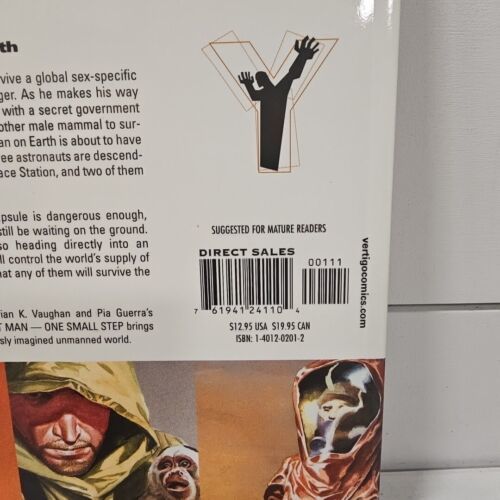 th
vive a global sex-specific
ger. As he makes his way
with a secret government
other male mammal to sur-
an on Earth is about to have
ee astronauts are descend-
ace Station, and two of them
psule is dangerous enough,
still be waiting on the ground.
so heading directly into an
ll control the world's supply of
hat any of them will survive the
rian K. Vaughan and Pia Guerra's
T MAN — ONE SMALL STEP brings
sly imagined unmanned world.
Y
SUGGESTED FOR MATURE READERS
DIRECT SALES
00111
7 61941 24110 4
$12.95 USA $19.95 CAN
ISBN: 1-4012-0201-2
vertigocomics.com